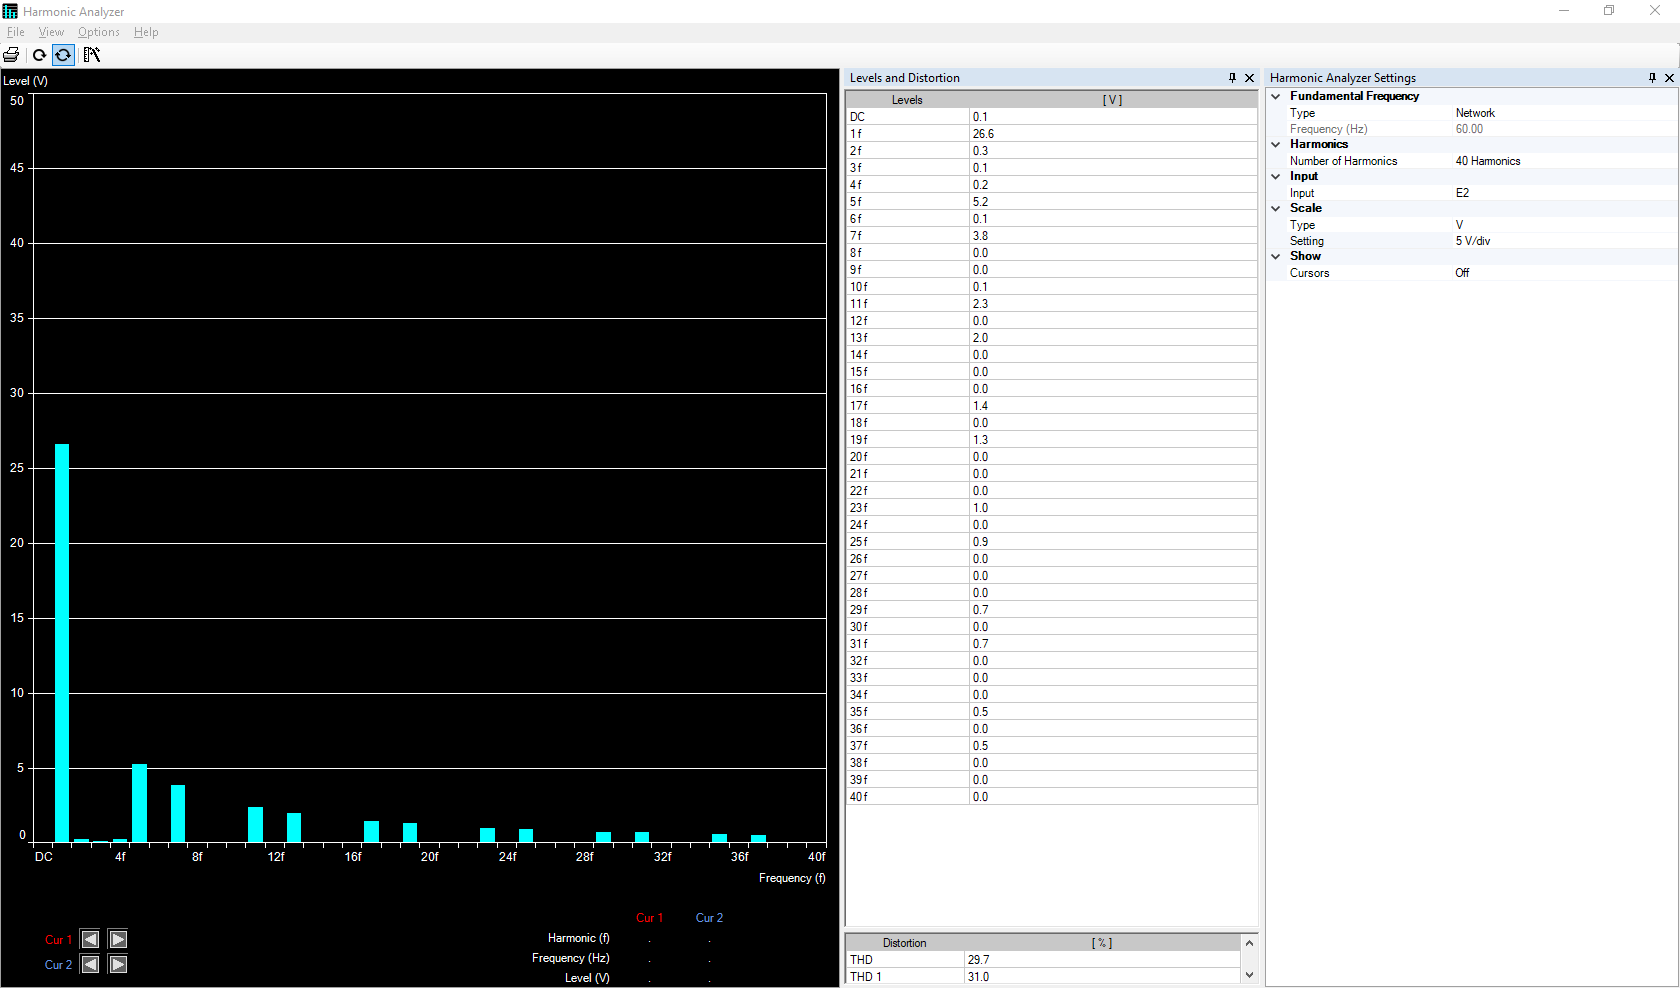 Harmonic Analyzer
File View Options Help
Level (V)
50
45
40
35
30
25
20
15
10
5
0
DC 4f 8f 12f 16f 20f 24f 28f 32f 36f 40f
Frequency (f)
Cur 1 Cur 2
Harmonic (f) . .
Frequency (Hz) . .
Level (V) . .
Cur 1
Cur 2
Levels and Distortion
Levels [ V ]
DC 0.1
1f 26.6
2f 0.3
3f 0.1
4f 0.2
5f 5.2
6f 0.1
7f 3.8
8f 0.0
9f 0.0
10f 0.1
11f 2.3
12f 0.0
13f 2.0
14f 0.0
15f 0.0
16f 0.0
17f 1.4
18f 0.0
19f 1.3
20f 0.0
21f 0.0
22f 0.0
23f 1.0
24f 0.0
25f 0.9
26f 0.0
27f 0.0
28f 0.0
29f 0.7
30f 0.0
31f 0.7
32f 0.0
33f 0.0
34f 0.0
35f 0.5
36f 0.0
37f 0.5
38f 0.0
39f 0.0
40f 0.0
Distortion [ % ]
THD 29.7
THD 1 31.0
Harmonic Analyzer Settings
Fundamental Frequency
Type Network
Frequency (Hz) 60.00
Harmonics
Number of Harmonics 40 Harmonics
Input
Input E2
Scale
Type V
Setting 5 V/div
Show
Cursors Off